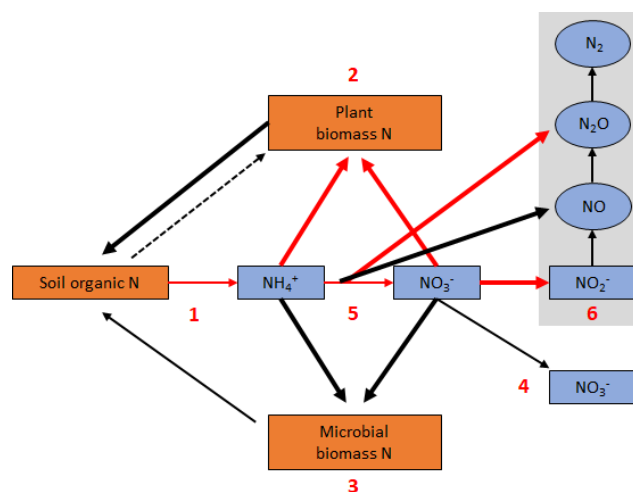 N₂
2
Plant
biomass N
N₂O
NO
Soil organic N
NH₄⁺
NO₃⁻
NO₂⁻
1
5
6
4
NO₃⁻
Microbial
biomass N
3